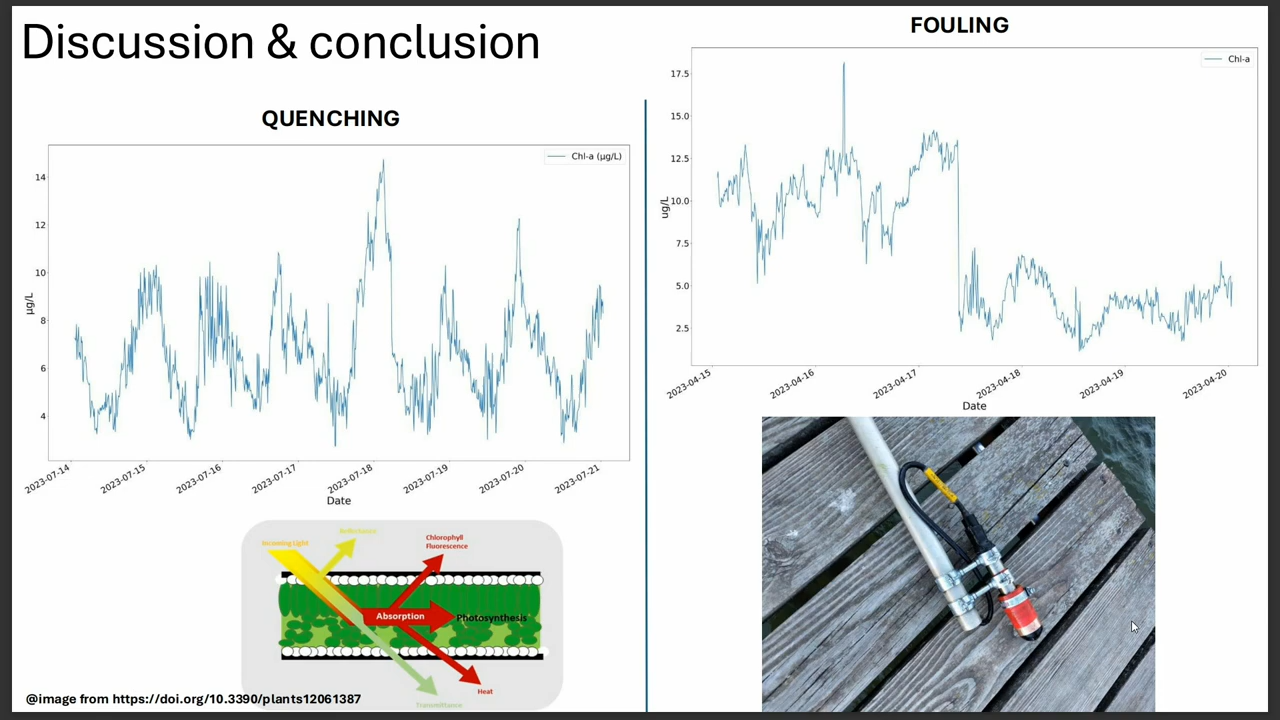 Discussion & conclusion
QUENCHING
Chl-a (µg/L)
14
12
10
8
6
4
µg/L
2023-07-14
2023-07-15
2023-07-16
2023-07-17
2023-07-18
2023-07-19
2023-07-20
2023-07-21
Date
Incoming Light
Reflectance
Chlorophyll
Fluorescence
Absorption
Photosynthesis
Heat
Transmittance
@image from https://doi.org/10.3390/plants12061387
FOULING
Chl-a
17.5
15.0
12.5
10.0
7.5
5.0
2.5
ug/L
2023-04-15
2023-04-16
2023-04-17
2023-04-18
2023-04-19
2023-04-20
Date